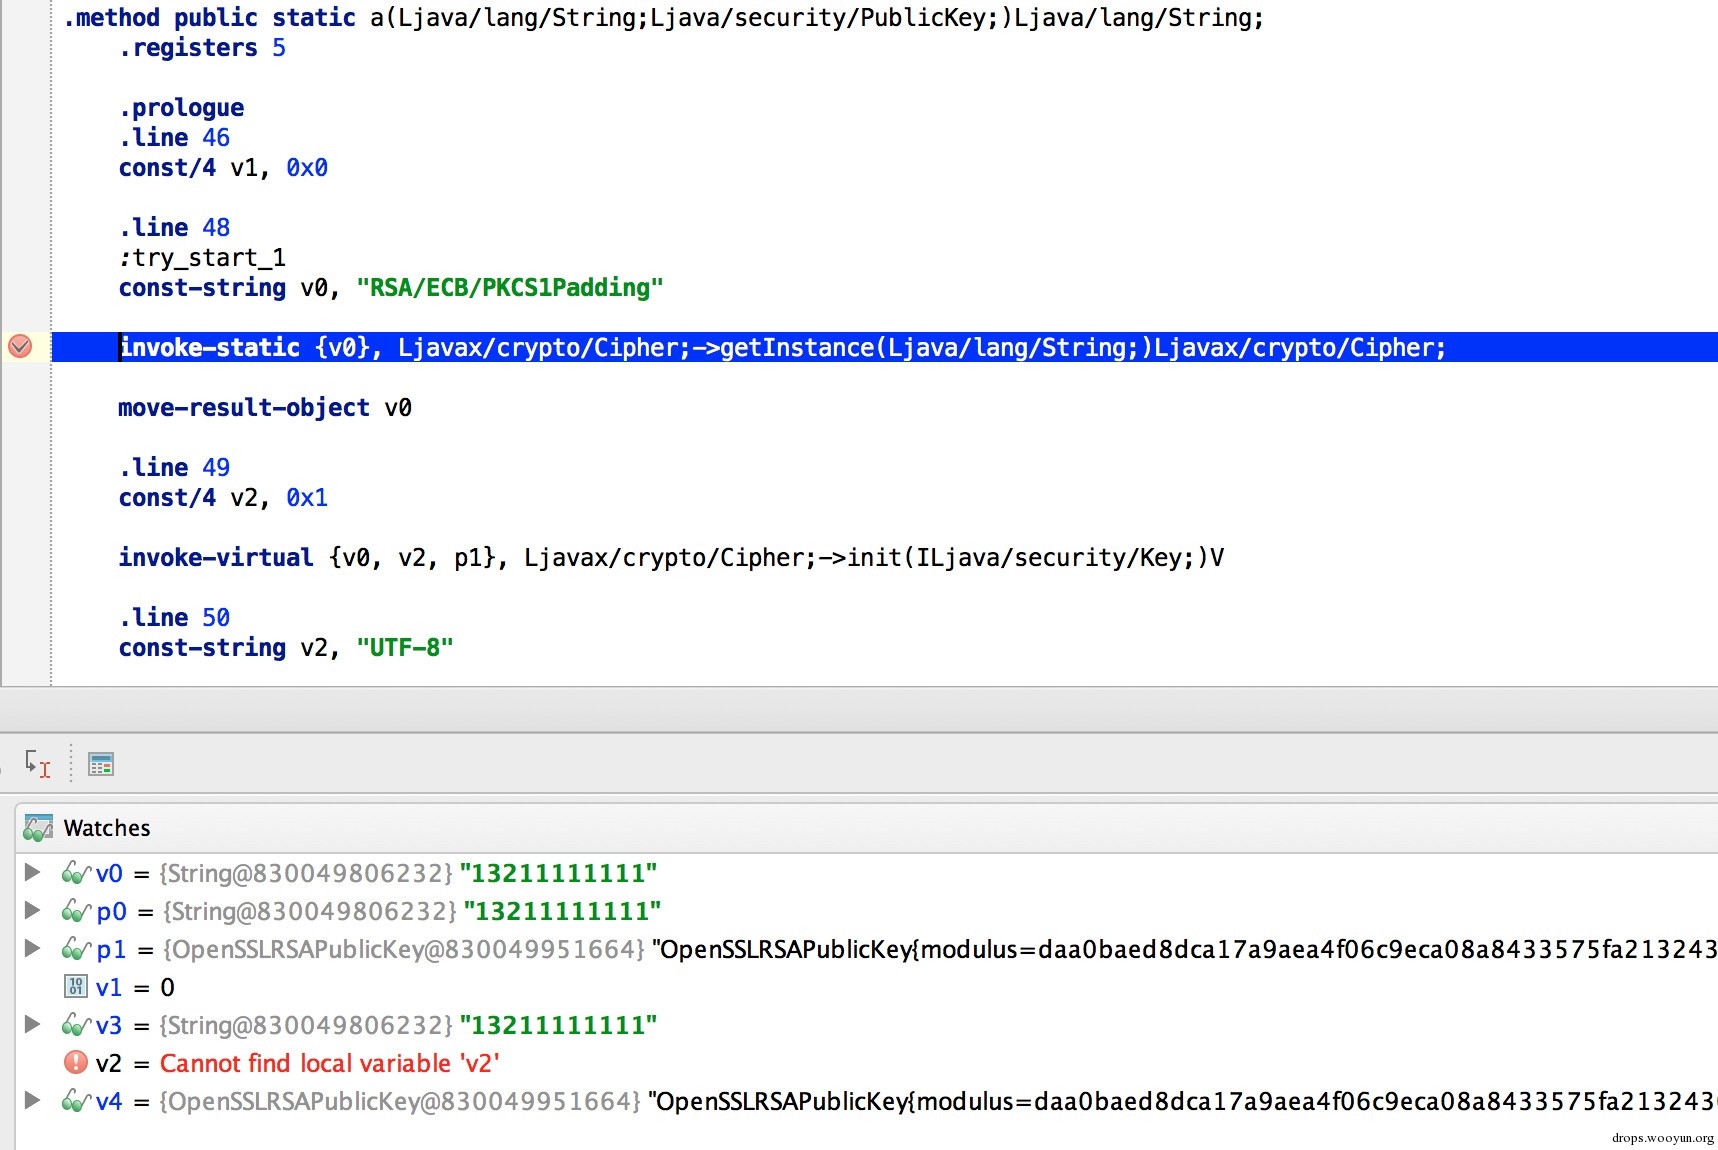 .method public static a(Ljava/lang/String;Ljava/security/PublicKey;)Ljava/lang/String;
.registers 5
.prologue
.line 46
const/4 v1, 0x0
.line 48
:try_start_1
const-string v0, "RSA/ECB/PKCS1Padding"
invoke-static {v0}, Ljavax/crypto/Cipher;->getInstance(Ljava/lang/String;)Ljavax/crypto/Cipher;
move-result-object v0
.line 49
const/4 v2, 0x1
invoke-virtual {v0, v2, p1}, Ljavax/crypto/Cipher;->init(ILjava/security/Key;)V
.line 50
const-string v2, "UTF-8"
Watches
v0 = {String@830049806232} "13211111111"
p0 = {String@830049806232} "13211111111"
p1 = {OpenSSLRSAPublicKey@830049951664} "OpenSSLRSAPublicKey{modulus=daa0baed8dca17a9aea4f06c9eca08a8433575fa213243
v1 = 0
v3 = {String@830049806232} "13211111111"
v2 = Cannot find local variable 'v2'
v4 = {OpenSSLRSAPublicKey@830049951664} "OpenSSLRSAPublicKey{modulus=daa0baed8dca17a9aea4f06c9eca08a8433575fa213243
drops.wooyun.org